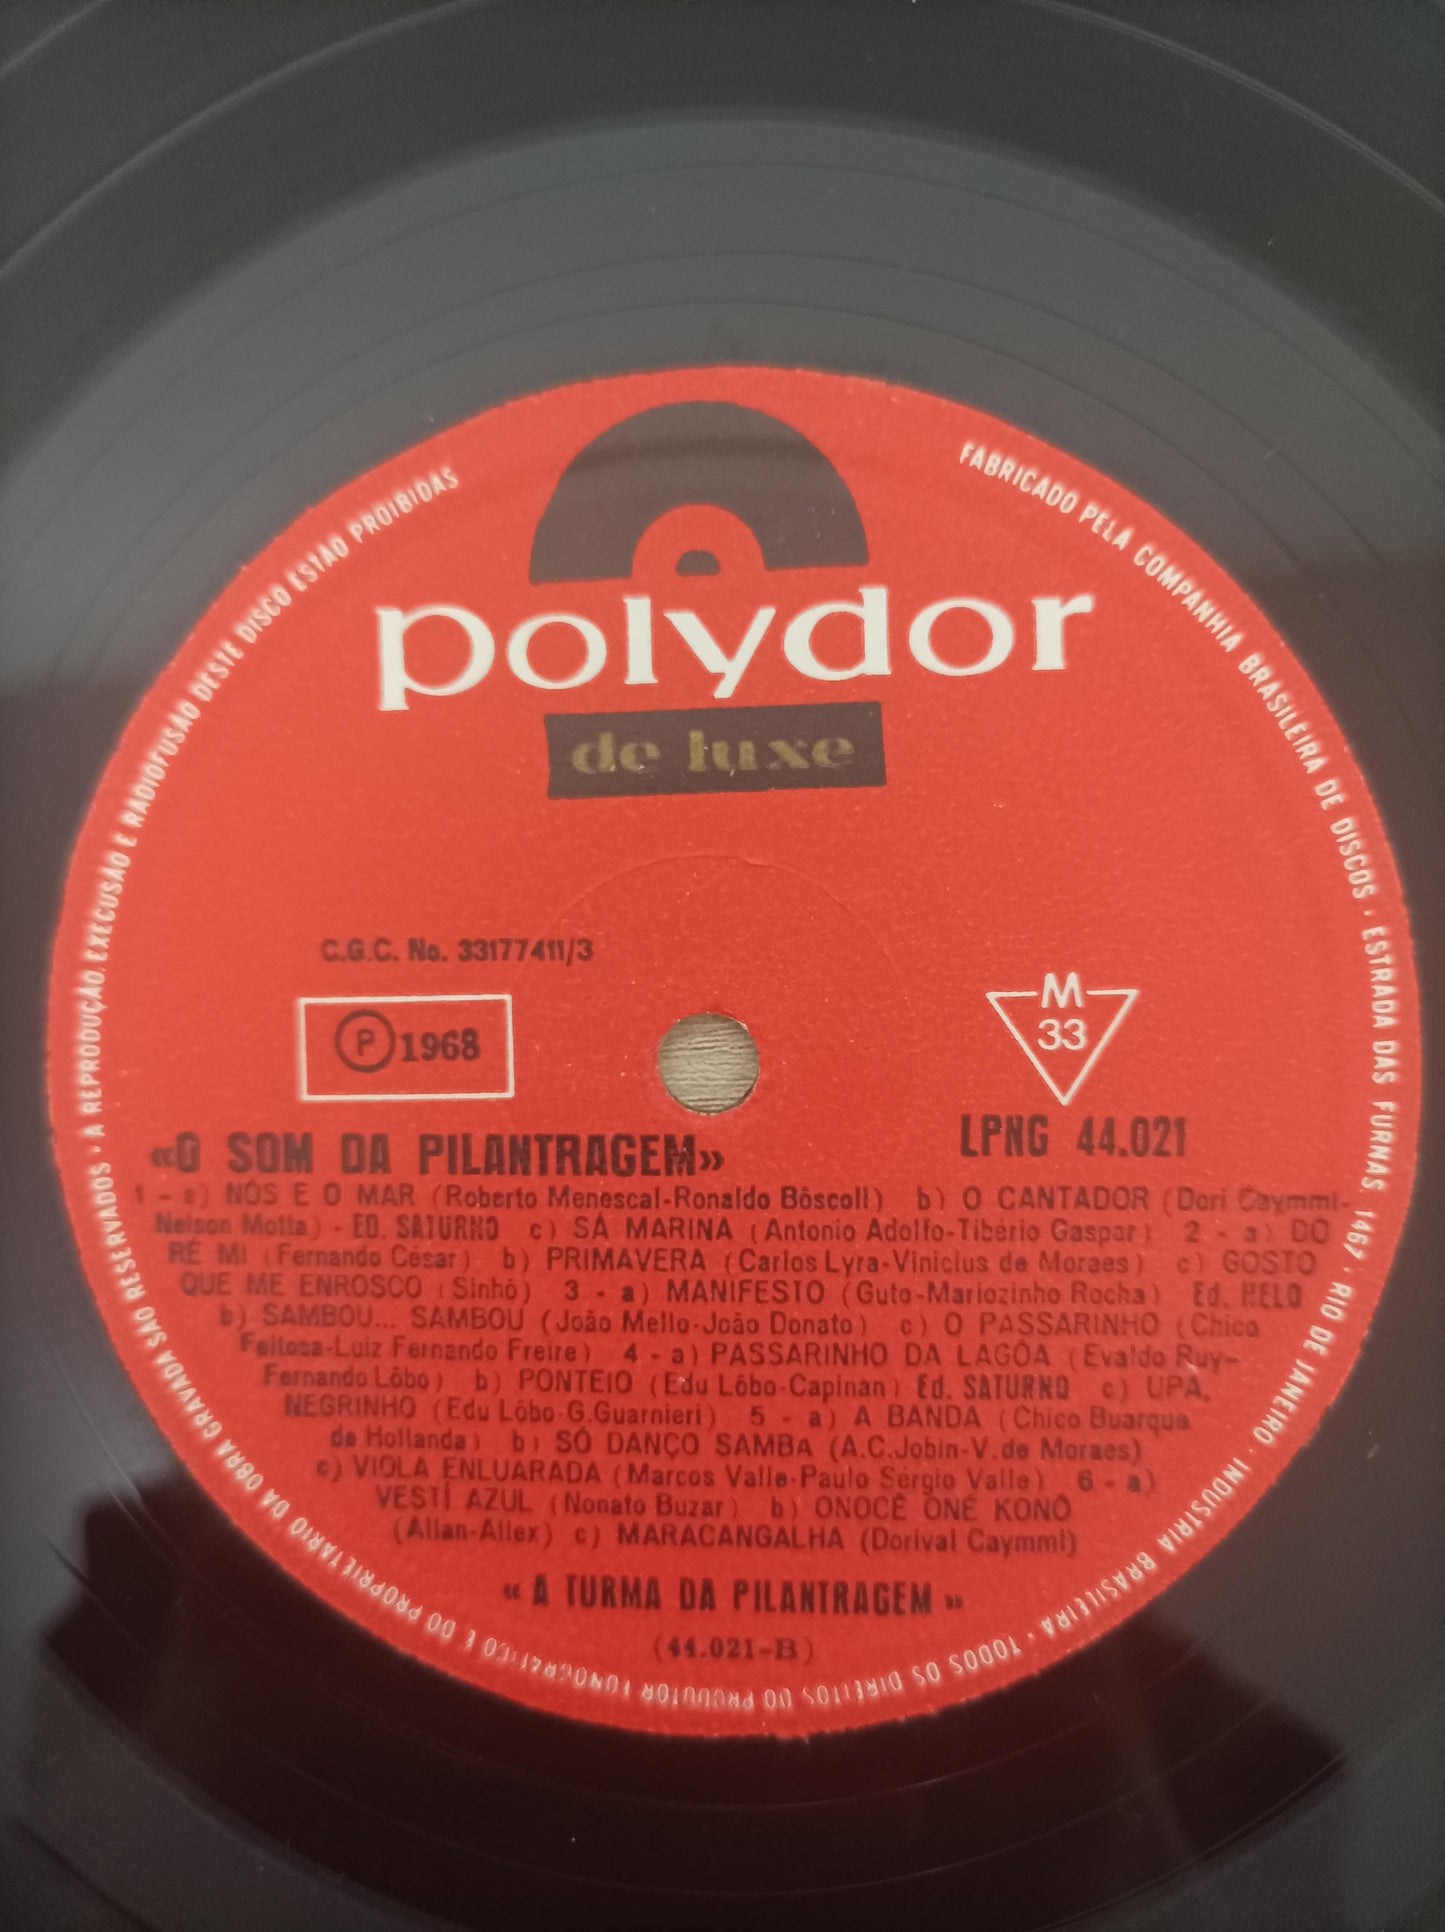 polydor
de luxe
C.G.C. No. 33177411/3
P 1968
M
33
LPNG 44.021
«O SOM DA PILANTRAGEM»
1 - a) NÓS E O MAR (Roberto Menescal-Ronaldo Bôscoli) b) O CANTADOR (Dori Caymmi-
Nelson Motta) - ED. SATURNO c) SÁ MARINA (Antonio Adolfo-Tibério Gaspar) 2 - a) DÓ
RÉ MI (Fernando César) b) PRIMAVERA (Carlos Lyra-Vinicius de Moraes) c) GOSTO
QUE ME ENROSCO (Sinhô) 3 - a) MANIFESTO (Guto-Mariozinho Rocha) Ed. HELO
b) SAMBOU... SAMBOU (João Mello-João Donato) c) O PASSARINHO (Chico
Feitosa-Luiz Fernando Freire) 4 - a) PASSARINHO DA LAGÔA (Evaldo Ruy-
Fernando Lôbo) b) PONTEIO (Edu Lôbo-Capinan) Ed. SATURNO c) UPA,
NEGRINHO (Edu Lôbo-G.Guarnieri) 5 - a) A BANDA (Chico Buarque
de Hollanda) b) SÓ DANÇO SAMBA (A.C.Jobin-V.de Moraes)
c) VIOLA ENLUARADA (Marcos Valle-Paulo Sérgio Valle) 6 - a)
VESTÍ AZUL (Nonato Buzar) b) ONOCÊ ONÊ KONÔ
(Allan-Allex) c) MARACANGALHA (Dorival Caymmi)
« A TURMA DA PILANTRAGEM »
(44.021-B)
FABRICADO PELA COMPANHIA BRASILEIRA DE DISCOS · ESTRADA DAS FURNAS, 1467 · RIO DE JANEIRO · INDUSTRIA BRASILEIRA · TODOS OS DIREITOS DO PRODUTOR FONOGRÁFICO E DO PROPRIETÁRIO DA OBRA GRAVADA SÃO RESERVADOS · A REPRODUÇÃO, EXECUSÃO E RADIOFUSÃO DESTE DISCO ESTÃO PROIBIDAS